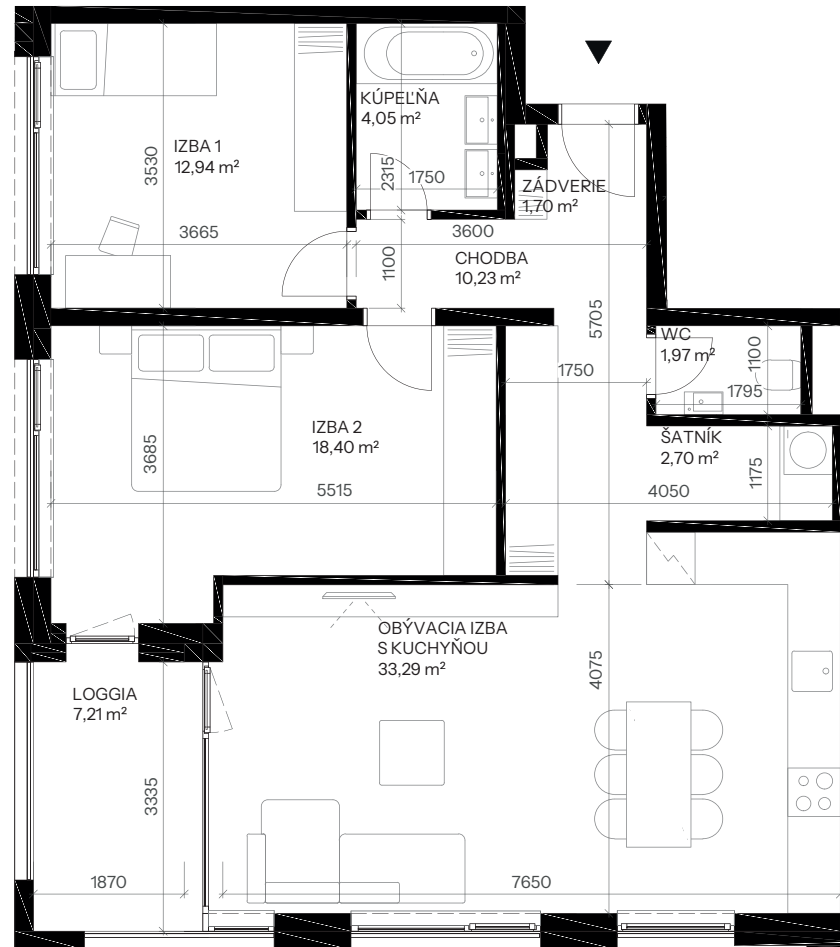 KÚPEĽŇA
4,05 m²
IZBA 1
12,94 m²
3530
2315
1750
ZÁDVERIE
1,70 m²
3665
3600
1100
CHODBA
10,23 m²
5705
WC
1,97 m²
1100
1750
1795
IZBA 2
18,40 m²
3685
ŠATNÍK
2,70 m²
1175
5515
4050
OBÝVACIA IZBA
S KUCHYŇOU
33,29 m²
4075
LOGGIA
7,21 m²
3335
1870
7650